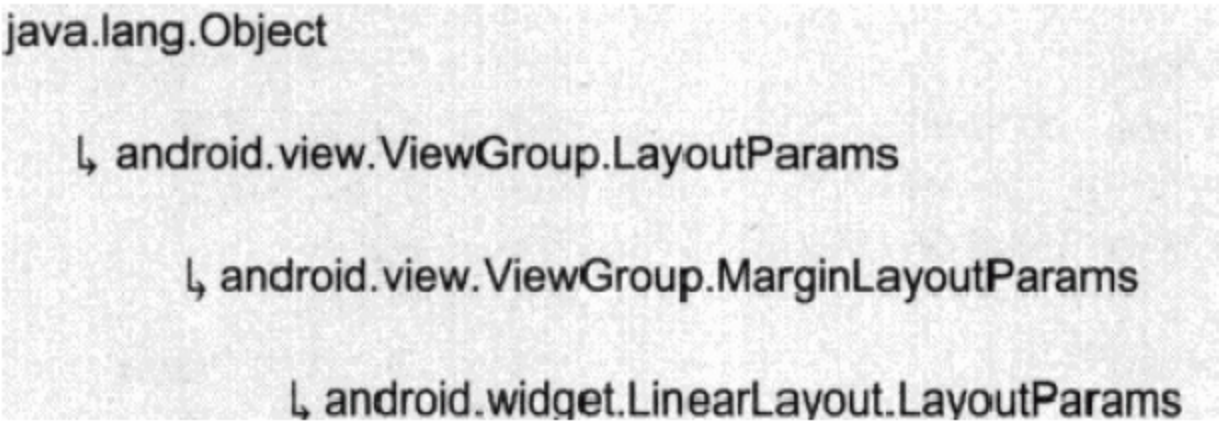 java.lang.Object
↳ android.view.ViewGroup.LayoutParams
↳ android.view.ViewGroup.MarginLayoutParams
↳ android.widget.LinearLayout.LayoutParams